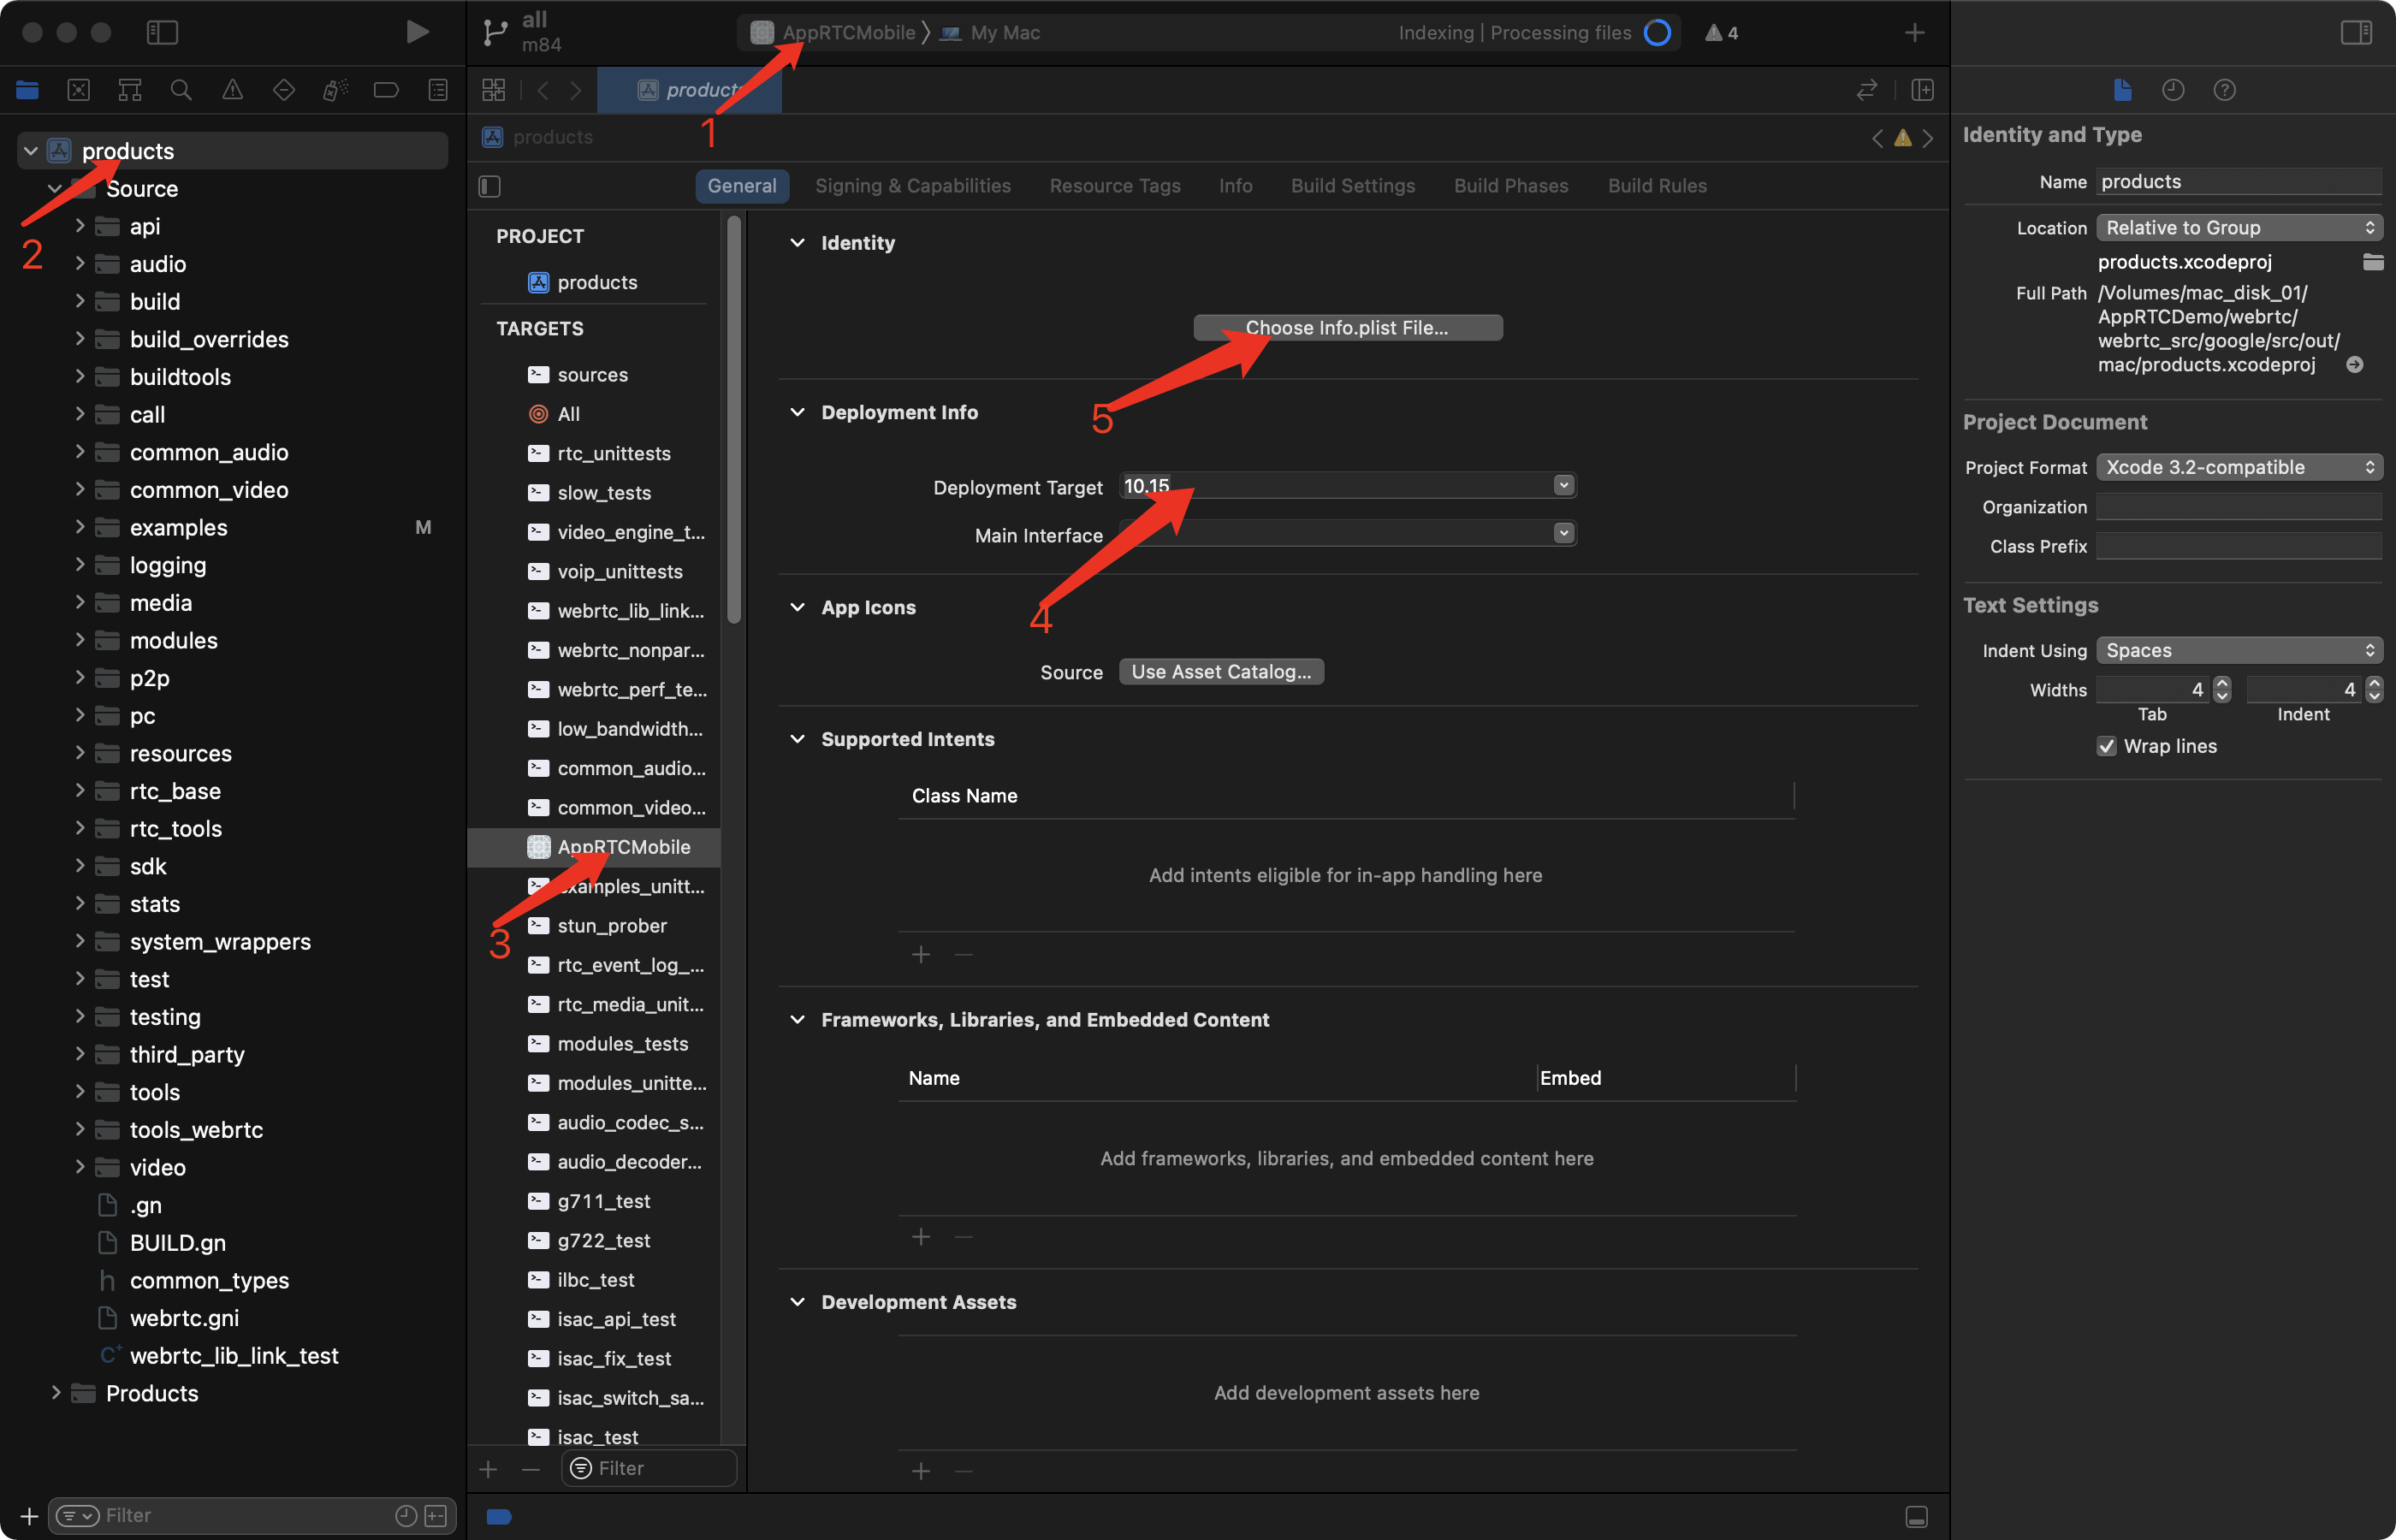 all
m84
AppRTCMobile
My Mac
Indexing | Processing files
4
products
1
products
products
2
Source
api
audio
build
build_overrides
buildtools
call
common_audio
common_video
examples
M
logging
media
modules
p2p
pc
resources
rtc_base
rtc_tools
sdk
stats
system_wrappers
test
testing
third_party
tools
tools_webrtc
video
.gn
BUILD.gn
common_types
webrtc.gni
webrtc_lib_link_test
Products
Filter
General
Signing & Capabilities
Resource Tags
Info
Build Settings
Build Phases
Build Rules
PROJECT
products
TARGETS
sources
All
rtc_unittests
slow_tests
video_engine_t...
voip_unittests
webrtc_lib_link...
webrtc_nonpar...
webrtc_perf_te...
low_bandwidth...
common_audio...
common_video...
AppRTCMobile
examples_unitt...
3
stun_prober
rtc_event_log_...
rtc_media_unit...
modules_tests
modules_unitte...
audio_codec_s...
audio_decoder...
g711_test
g722_test
ilbc_test
isac_api_test
isac_fix_test
isac_switch_sa...
isac_test
Filter
Identity
Choose Info.plist File...
5
Deployment Info
Deployment Target
10.15
Main Interface
4
App Icons
Source
Use Asset Catalog...
Supported Intents
Class Name
Add intents eligible for in-app handling here
Frameworks, Libraries, and Embedded Content
Name
Embed
Add frameworks, libraries, and embedded content here
Development Assets
Add development assets here
Identity and Type
Name
products
Location
Relative to Group
products.xcodeproj
Full Path
/Volumes/mac_disk_01/
AppRTCDemo/webrtc/
webrtc_src/google/src/out/
mac/products.xcodeproj
Project Document
Project Format
Xcode 3.2-compatible
Organization
Class Prefix
Text Settings
Indent Using
Spaces
Widths
4
4
Tab
Indent
Wrap lines